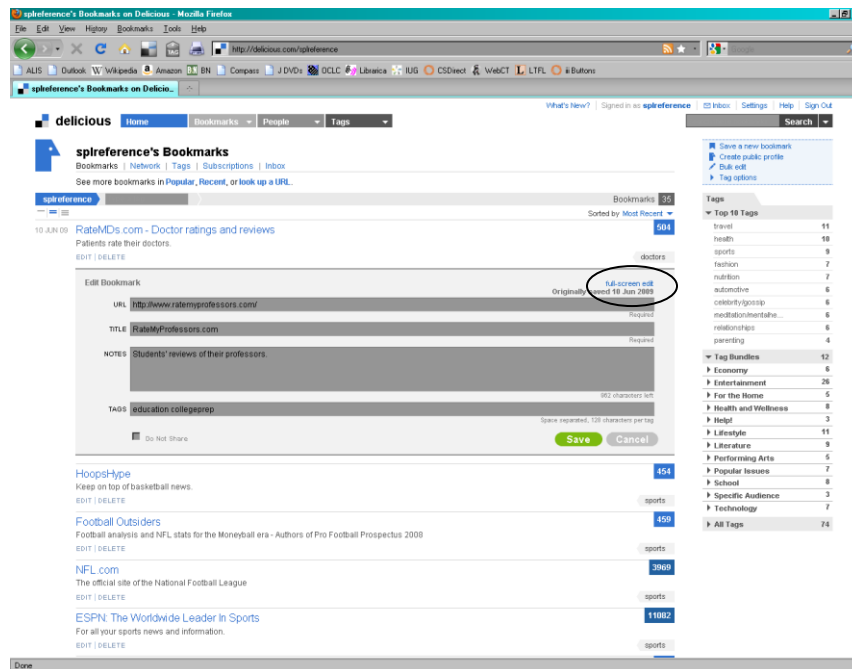 splreference's Bookmarks on Delicious - Mozilla Firefox
File Edit View History Bookmarks Tools Help
http://delicious.com/splreference
ALIS Outlook Wikipedia Amazon BN Compass J DVDs OCLC Libraica IUG CSDirect WebCT LTFL iiButtons
splreference's Bookmarks on Delicio...
What's New? Signed in as splreference Inbox Settings Help Sign Out
delicious Home Bookmarks People Tags Search
splreference's Bookmarks
Bookmarks | Network | Tags | Subscriptions | Inbox
See more bookmarks in Popular, Recent, or look up a URL.
Save a new bookmark
Create public profile
Bulk edit
Tag options
splreference Bookmarks 35
Sorted by Most Recent
10 JUN 09 RateMDs.com - Doctor ratings and reviews 504
Patients rate their doctors.
EDIT | DELETE doctors
Edit Bookmark full-screen edit
Originally saved 10 Jun 2009
URL http://www.ratemyprofessors.com/
Required
TITLE RateMyProfessors.com
Required
NOTES Students' reviews of their professors.
characters left
TAGS education collegeprep
Space separated, 128 characters per tag
Do Not Share Save Cancel
HoopsHype 454
Keep on top of basketball news.
EDIT | DELETE sports
Football Outsiders 459
Football analysis and NFL stats for the Moneyball era - Authors of Pro Football Prospectus 2008
EDIT | DELETE sports
NFL.com 3969
The official site of the National Football League
EDIT | DELETE sports
ESPN: The Worldwide Leader In Sports 11082
For all your sports news and information.
EDIT | DELETE sports
Tags
Top 10 Tags
travel 11
health 10
sports 9
fashion 7
nutrition 7
automotive 6
celebrity/gossip 6
meditation/mentalhe... 6
relationships 6
parenting 4
Tag Bundles 12
Economy 6
Entertainment 26
For the Home 5
Health and Wellness 8
Help! 3
Lifestyle 11
Literature 9
Performing Arts 5
Popular Issues 7
School 8
Specific Audience 3
Technology 7
All Tags 74
Done